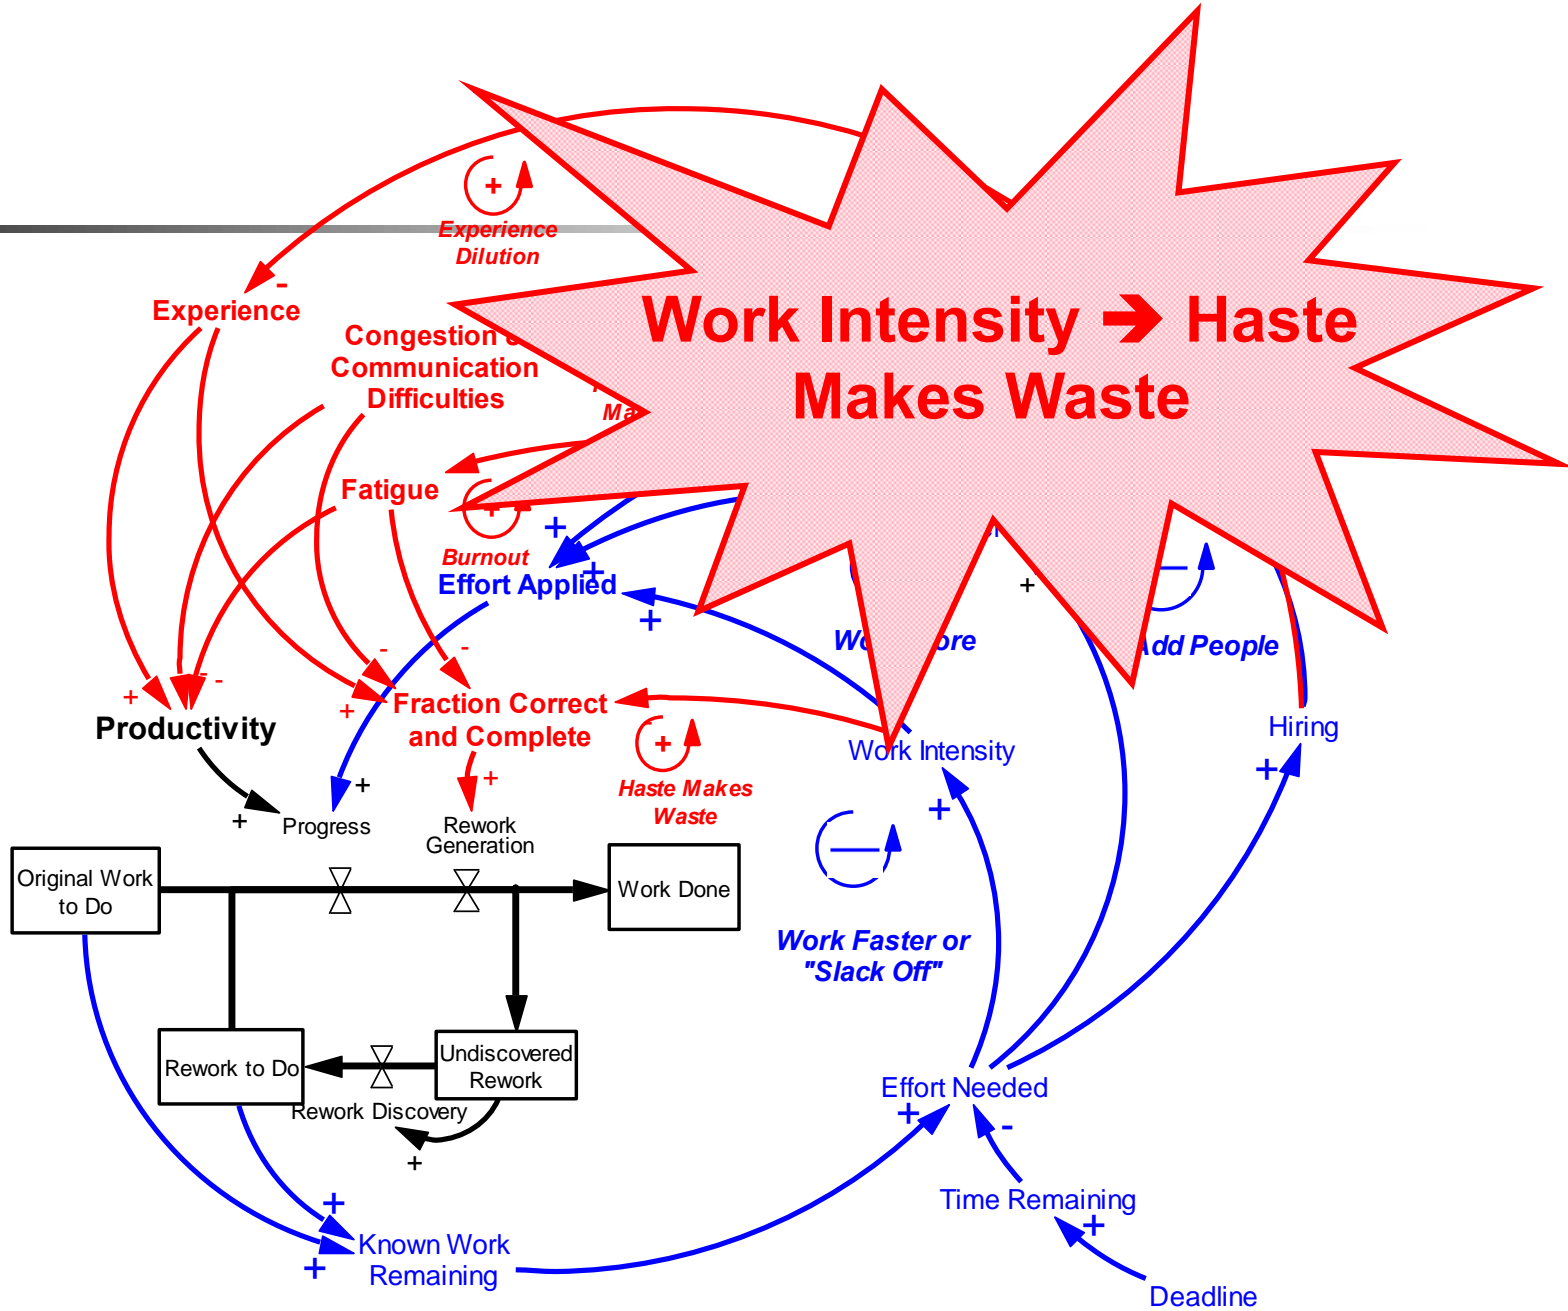 Experience
Dilution
Experience
Work Intensity ➔ Haste
Makes Waste
Congestion
Communication
Difficulties
Fatigue
Burnout
Effort Applied
Add People
Productivity
Fraction Correct
and Complete
Haste Makes
Waste
Work Intensity
Hiring
Progress
Rework
Generation
Original Work
to Do
Work Done
Work Faster or
"Slack Off"
Rework to Do
Undiscovered
Rework
Rework Discovery
Effort Needed
Time Remaining
Known Work
Remaining
Deadline